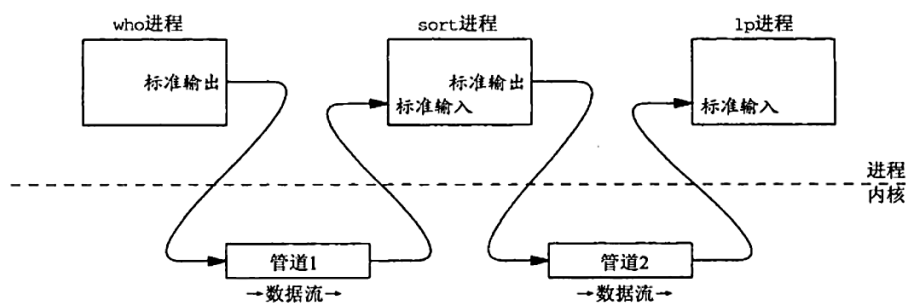 who进程
sort进程
lp进程
标准输出
标准输出
标准输入
标准输入
进程
内核
管道1
管道2
→数据流→
→数据流→